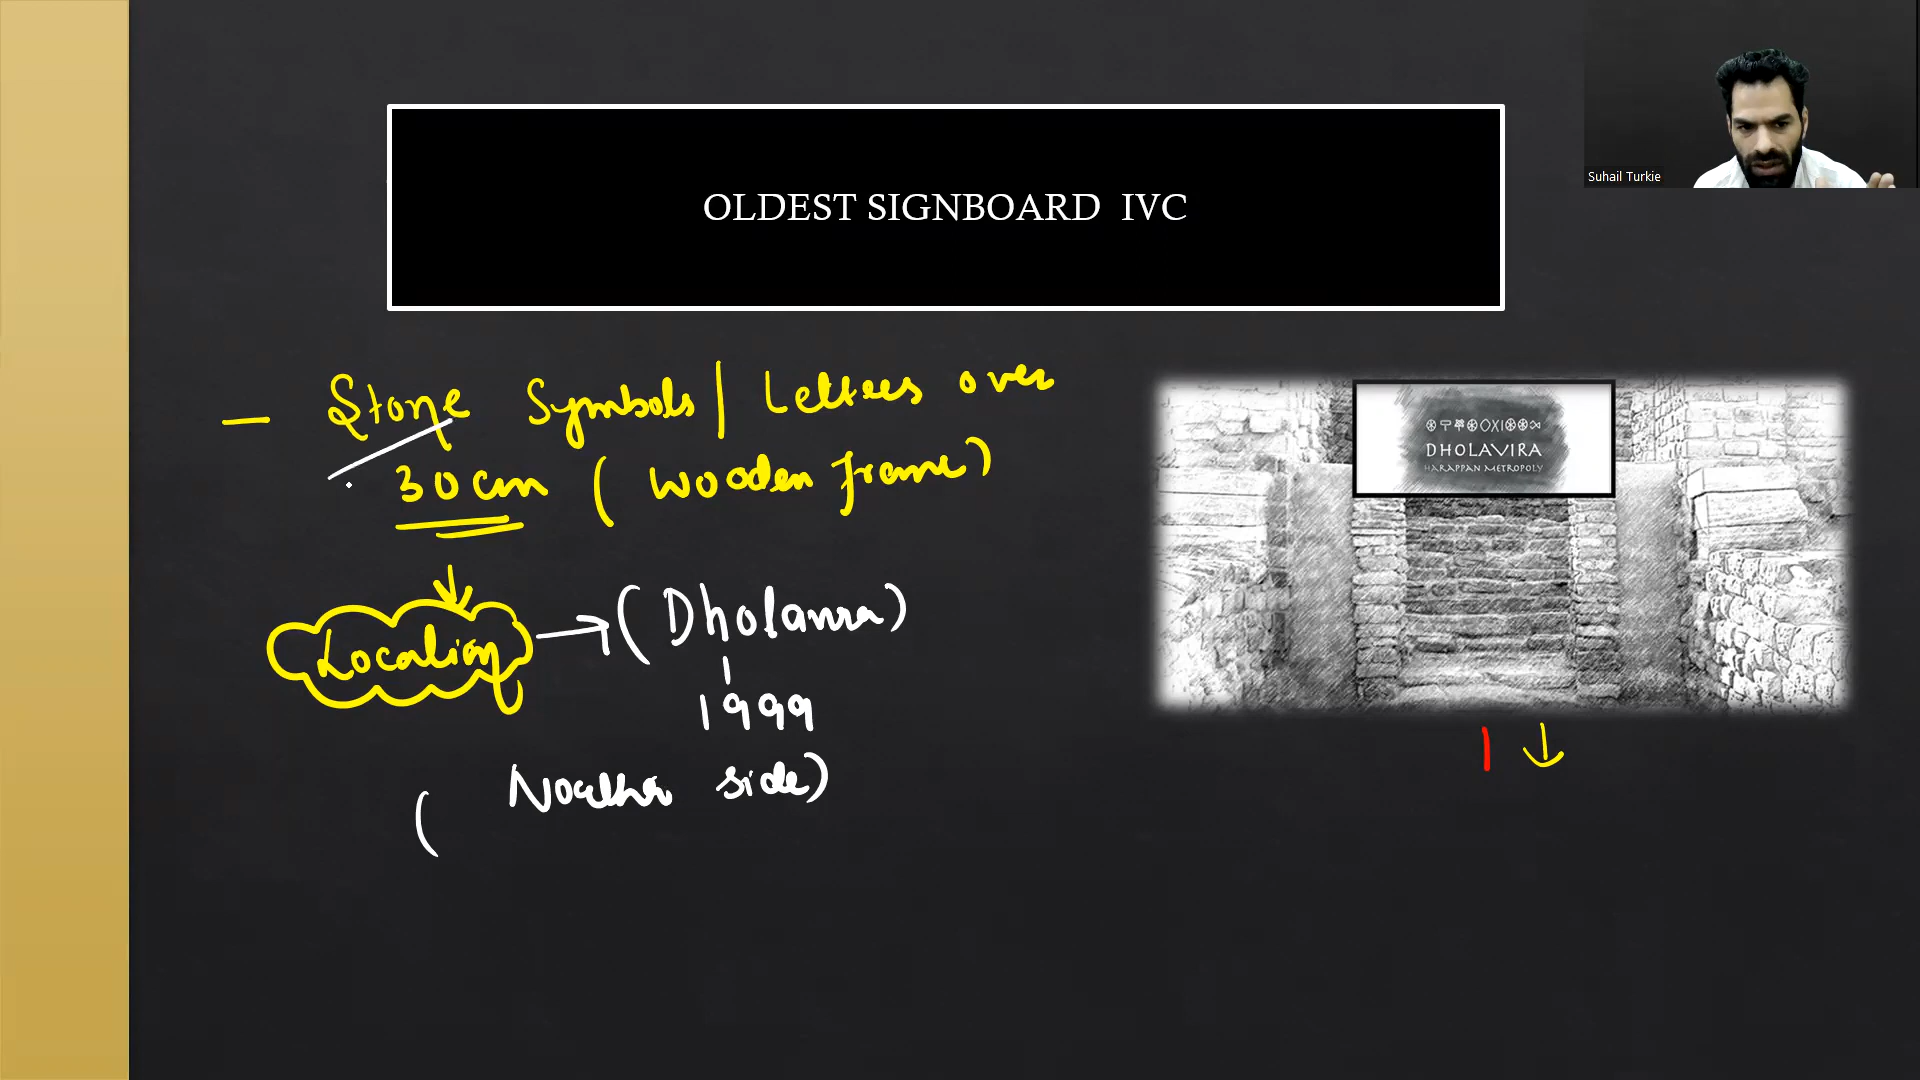 OLDEST SIGNBOARD IVC
Suhail Turkie
— Stone Symbols / Letters over
30 cm ( wooden frame)
Location → ( Dholavira)
1999
( Northern side)
DHOLAVIRA
HARAPPAN METROPOLY